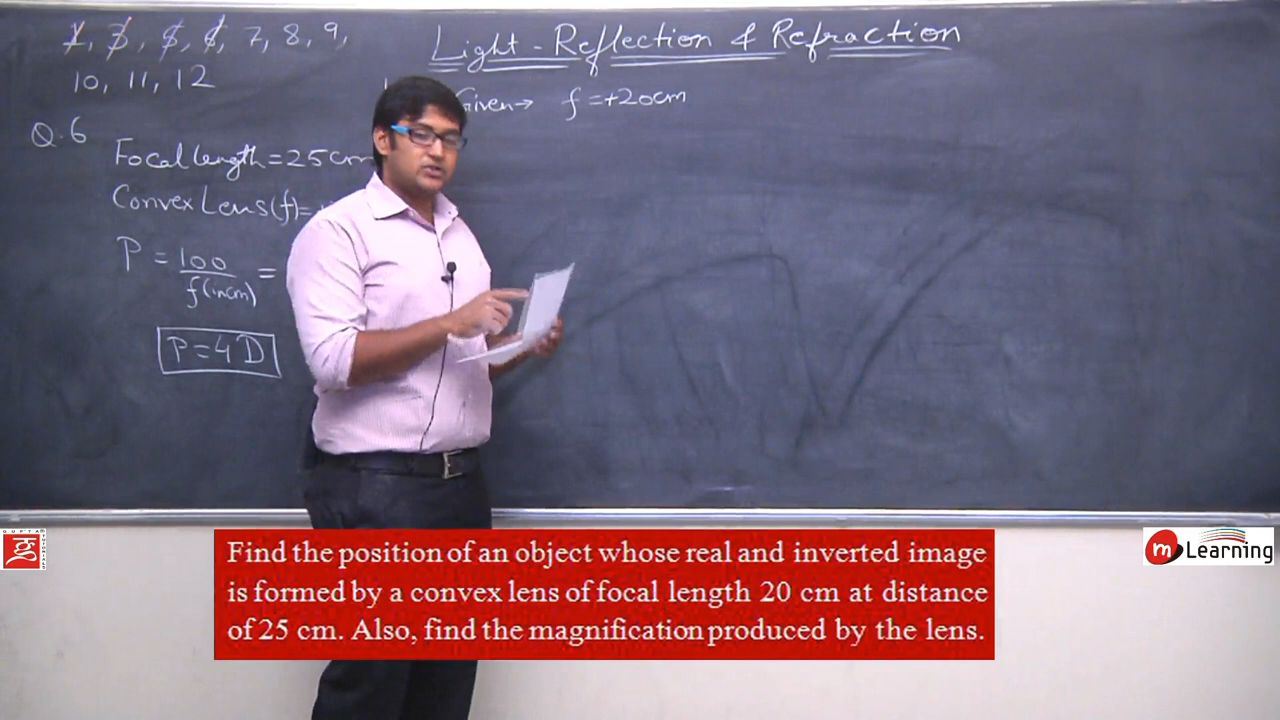 1, 3, 5, 6, 7, 8, 9,
10, 11, 12
Light - Reflection & Refraction
Given → f = +20cm
Q.6
Focal length = 25 cm
Convex Lens (f) =
P = 100 / f(in cm) =
P = 4 D
Find the position of an object whose real and inverted image
is formed by a convex lens of focal length 20 cm at distance
of 25 cm. Also, find the magnification produced by the lens.
GUPTA
m Learning